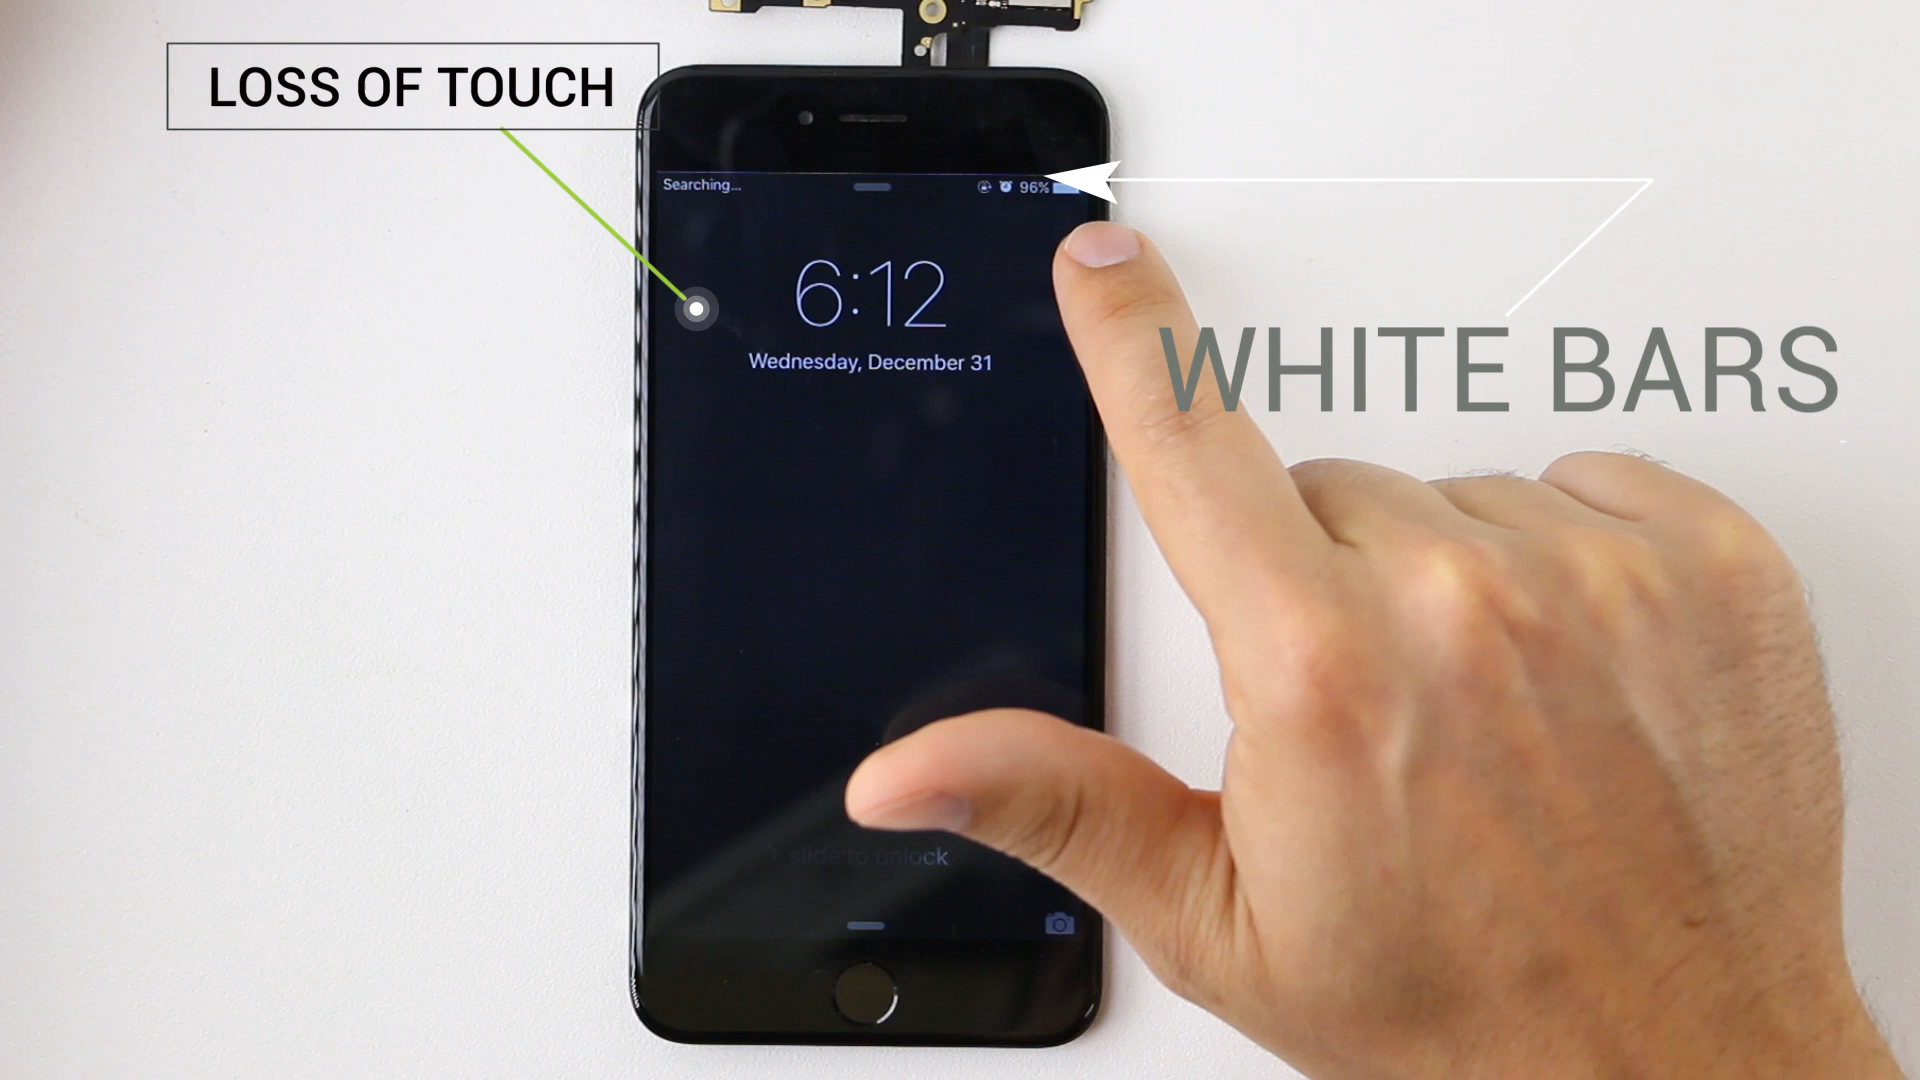 LOSS OF TOUCH
Searching...
96%
6:12
Wednesday, December 31
WHITE BARS
slide to unlock